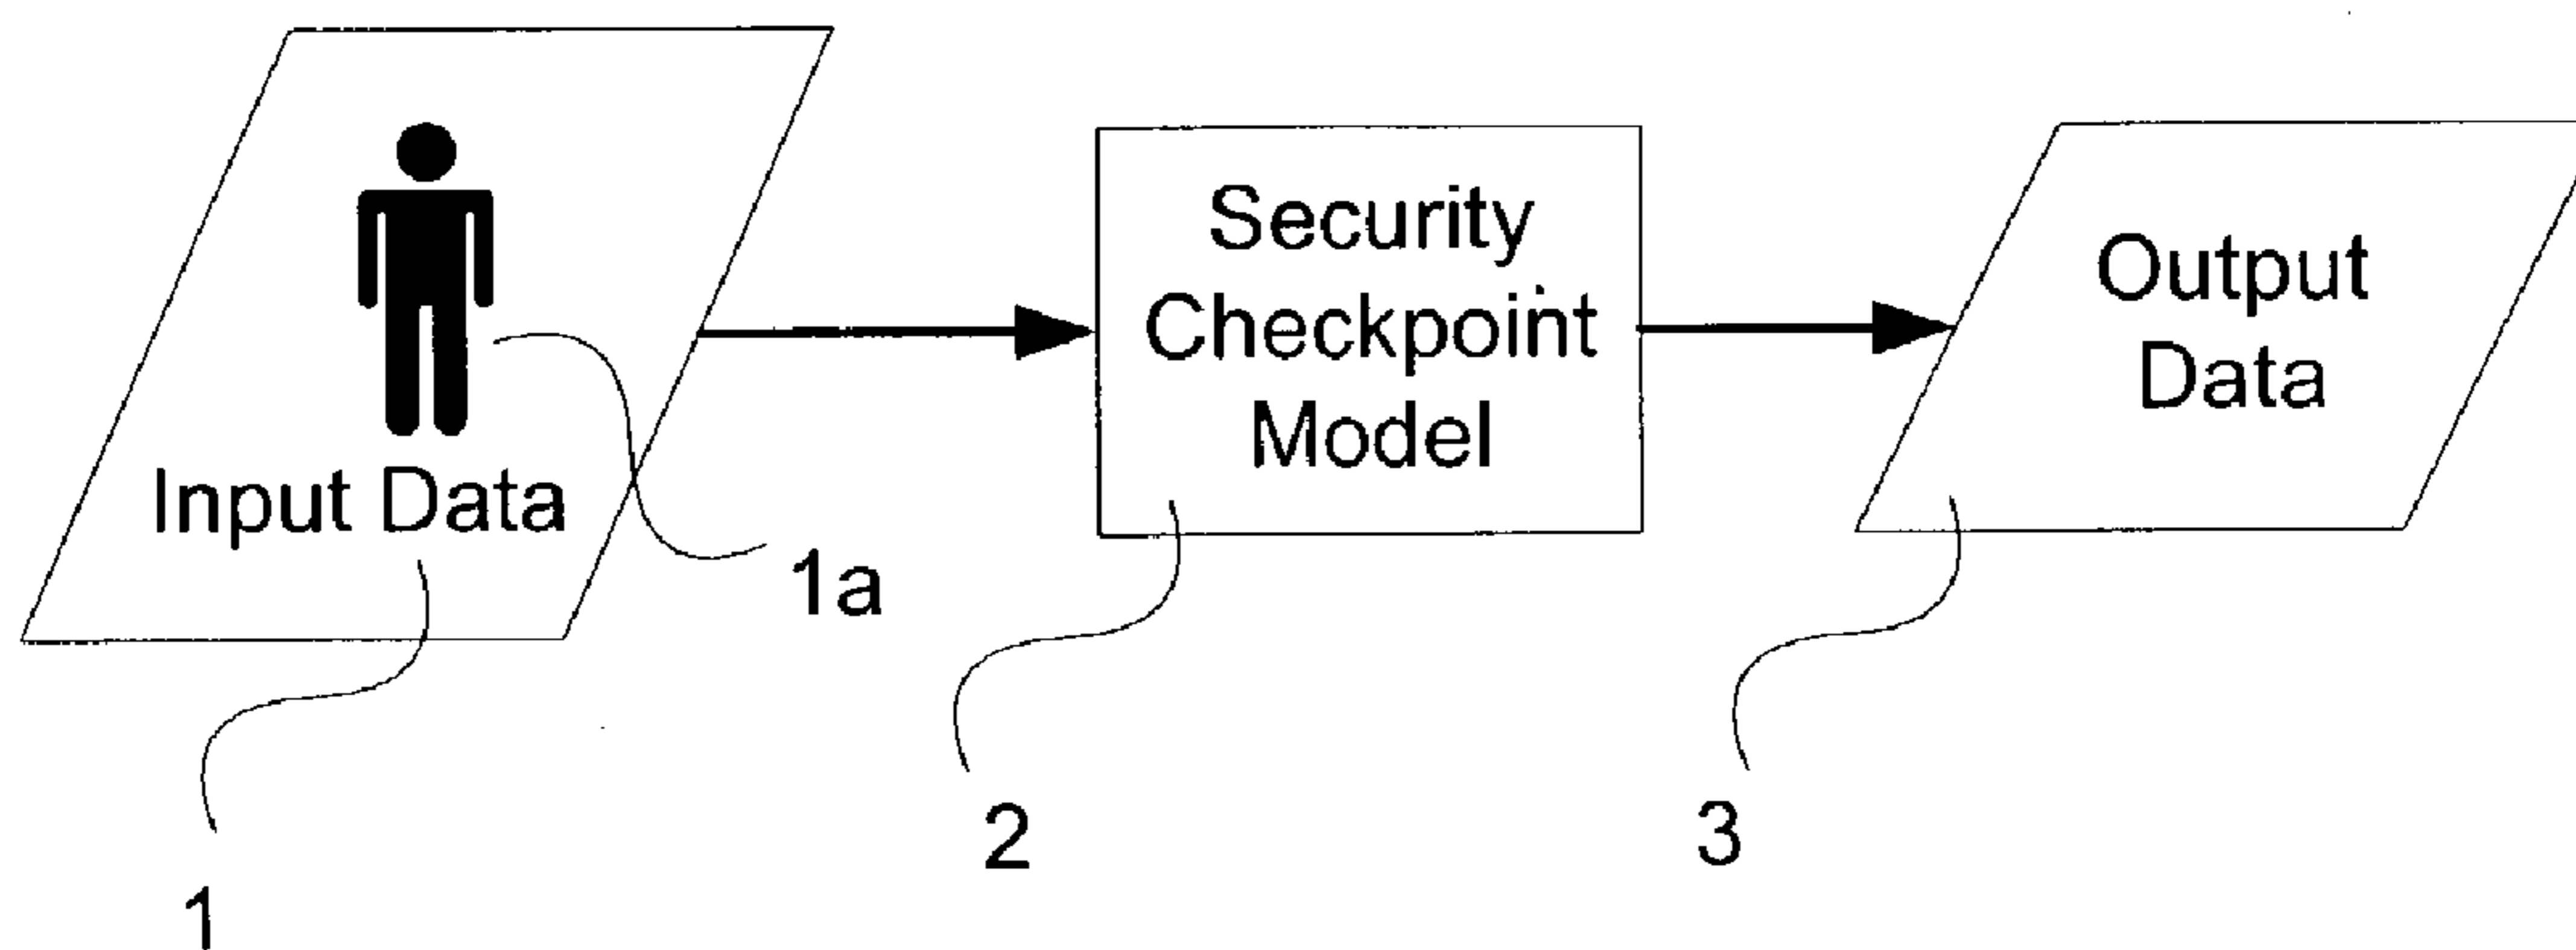 Input Data
1a
1
Security
Checkpoint
Model
2
Output
Data
3